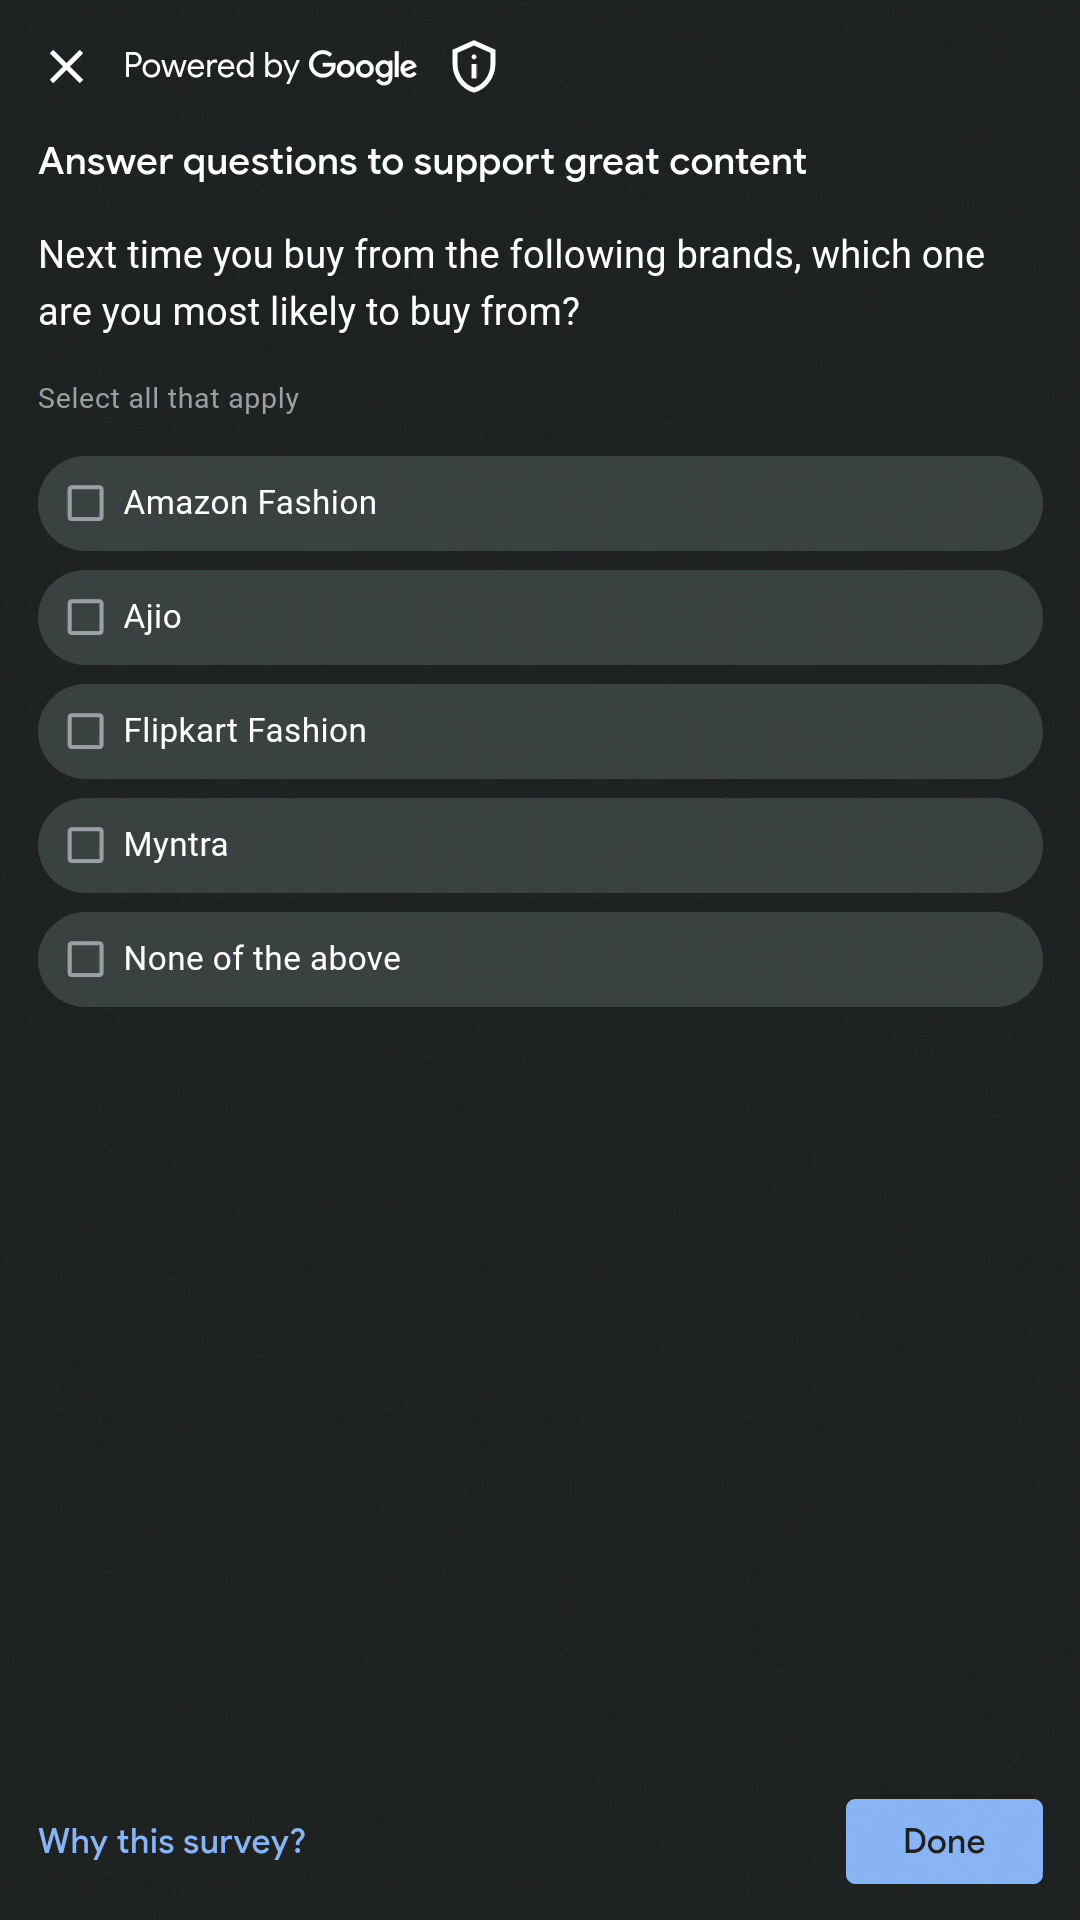 Powered by Google
Answer questions to support great content
Next time you buy from the following brands, which one
are you most likely to buy from?
Select all that apply
Amazon Fashion
Ajio
Flipkart Fashion
Myntra
None of the above
Why this survey?
Done